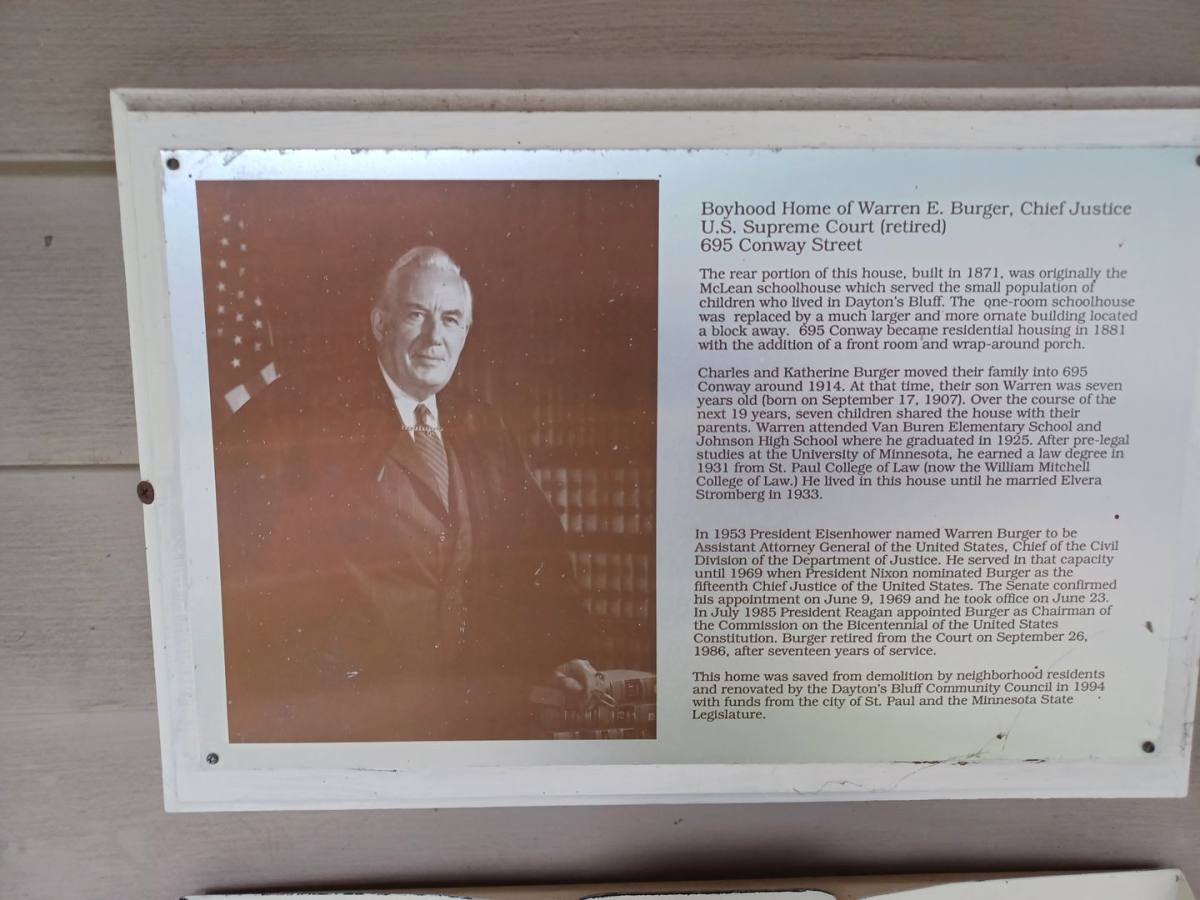 Boyhood Home of Warren E. Burger, Chief Justice
U.S. Supreme Court (retired)
695 Conway Street
The rear portion of this house, built in 1871, was originally the
McLean schoolhouse which served the small population of
children who lived in Dayton's Bluff. The one-room schoolhouse
was replaced by a much larger and more ornate building located
a block away. 695 Conway became residential housing in 1881
with the addition of a front room and wrap-around porch.
Charles and Katherine Burger moved their family into 695
Conway around 1914. At that time, their son Warren was seven
years old (born on September 17, 1907). Over the course of the
next 19 years, seven children shared the house with their
parents. Warren attended Van Buren Elementary School and
Johnson High School where he graduated in 1925. After pre-legal
studies at the University of Minnesota, he earned a law degree in
1931 from St. Paul College of Law (now the William Mitchell
College of Law.) He lived in this house until he married Elvera
Stromberg in 1933.
In 1953 President Eisenhower named Warren Burger to be
Assistant Attorney General of the United States, Chief of the Civil
Division of the Department of Justice. He served in that capacity
until 1969 when President Nixon nominated Burger as the
fifteenth Chief Justice of the United States. The Senate confirmed
his appointment on June 9, 1969 and he took office on June 23.
In July 1985 President Reagan appointed Burger as Chairman of
the Commission on the Bicentennial of the United States
Constitution. Burger retired from the Court on September 26,
1986, after seventeen years of service.
This home was saved from demolition by neighborhood residents
and renovated by the Dayton's Bluff Community Council in 1994
with funds from the city of St. Paul and the Minnesota State
Legislature.